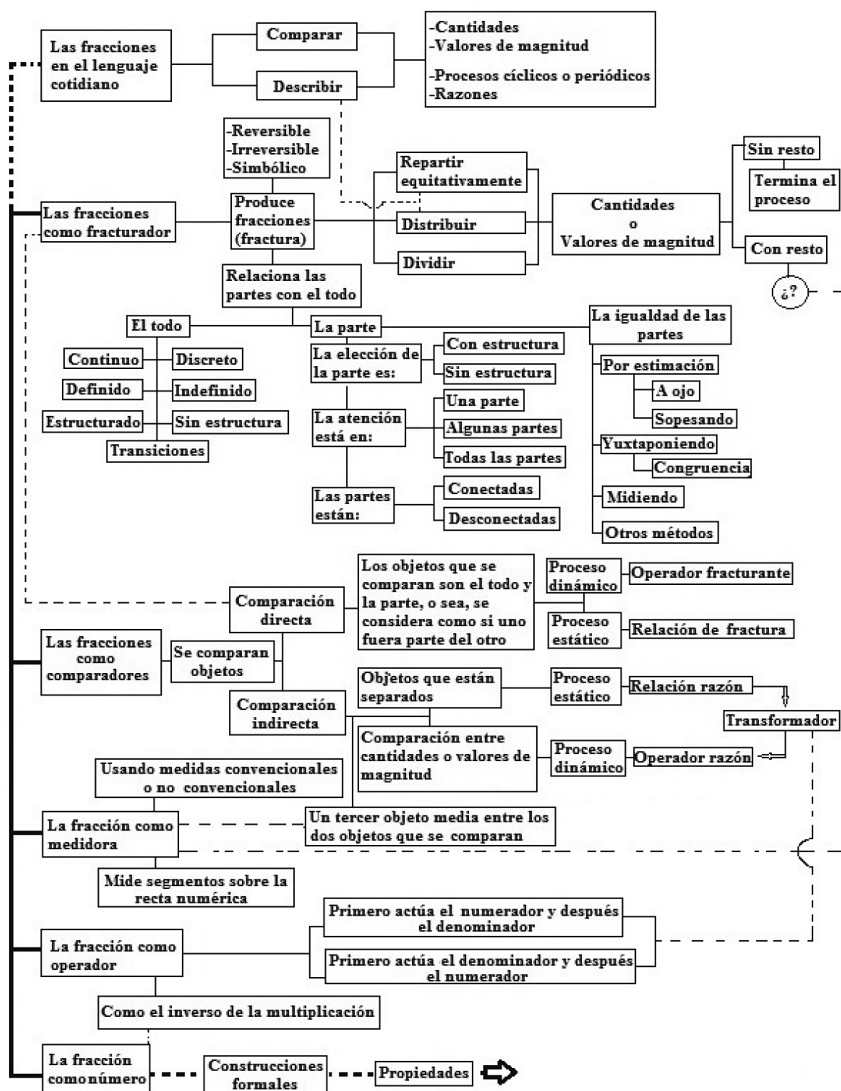 Las fracciones
en el lenguaje
cotidiano
Comparar
Describir
-Cantidades
-Valores de magnitud
-Procesos cíclicos o periódicos
-Razones
-Reversible
-Irreversible
-Simbólico
Las fracciones
como fracturador
Produce
fracciones
(fractura)
Repartir
equitativamente
Distribuir
Dividir
Cantidades
o
Valores de magnitud
Sin resto
Termina el
proceso
Con resto
¿?
Relaciona las
partes con el todo
El todo
Continuo
Discreto
Definido
Indefinido
Estructurado
Sin estructura
Transiciones
La parte
La elección de
la parte es:
Con estructura
Sin estructura
La atención
está en:
Una parte
Algunas partes
Todas las partes
Las partes
están:
Conectadas
Desconectadas
La igualdad de las
partes
Por estimación
A ojo
Sopesando
Yuxtaponiendo
Congruencia
Midiendo
Otros métodos
Las fracciones
como
comparadores
Se comparan
objetos
Comparación
directa
Los objetos que se
comparan son el todo y
la parte, o sea, se
considera como si uno
fuera parte del otro
Proceso
dinámico
Operador fracturante
Proceso
estático
Relación de fractura
Comparación
indirecta
Objetos que están
separados
Proceso
estático
Relación razón
Transformador
Comparación entre
cantidades o valores de
magnitud
Proceso
dinámico
Operador razón
Usando medidas convencionales
o no convencionales
La fracción como
medidora
Un tercer objeto media entre los
dos objetos que se comparan
Mide segmentos sobre la
recta numérica
La fracción como
operador
Primero actúa el numerador y después
el denominador
Primero actúa el denominador y después
el numerador
Como el inverso de la multiplicación
La fracción
como número
Construcciones
formales
Propiedades